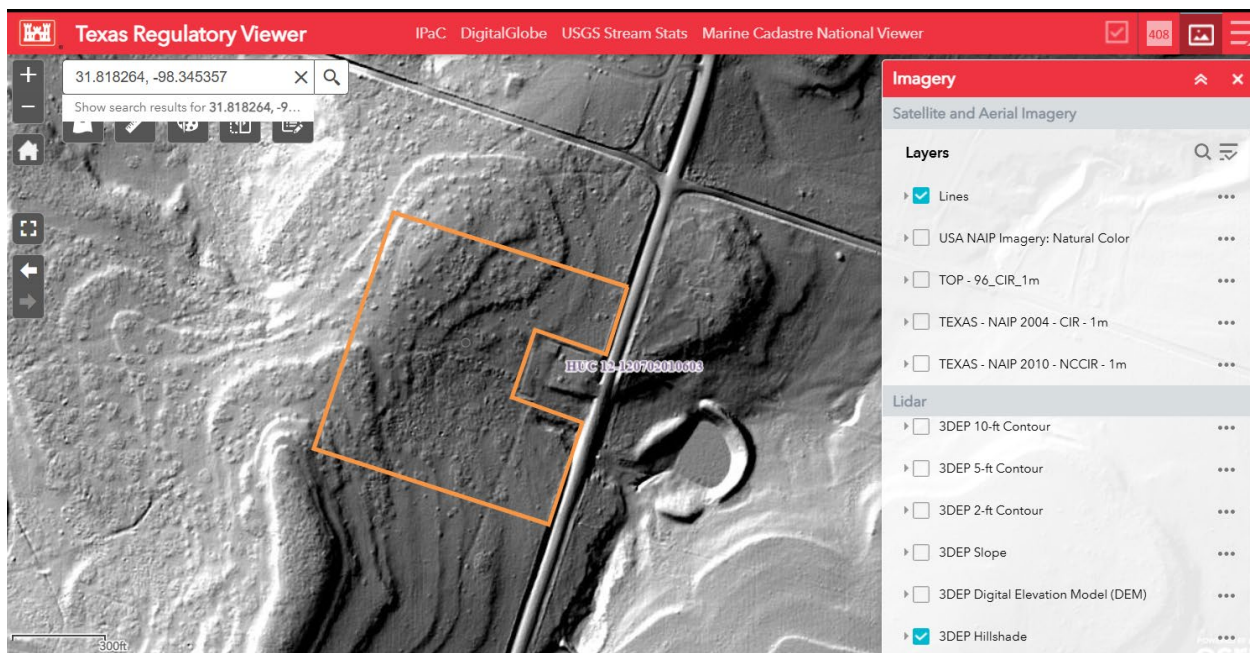 Texas Regulatory Viewer
IPaC DigitalGlobe USGS Stream Stats Marine Cadastre National Viewer
408
31.818264, -98.345357
Show search results for 31.818264, -9...
HUC 12-120702010603
300ft
Imagery
Satellite and Aerial Imagery
Layers
Lines
USA NAIP Imagery: Natural Color
TOP - 96_CIR_1m
TEXAS - NAIP 2004 - CIR - 1m
TEXAS - NAIP 2010 - NCCIR - 1m
Lidar
3DEP 10-ft Contour
3DEP 5-ft Contour
3DEP 2-ft Contour
3DEP Slope
3DEP Digital Elevation Model (DEM)
3DEP Hillshade